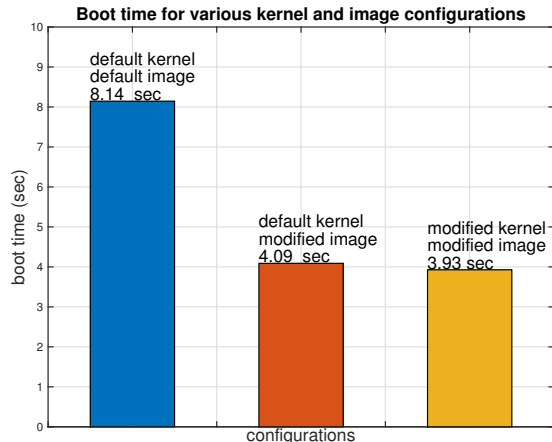 Boot time for various kernel and image configurations
10
9
8
7
6
5
4
3
2
1
0
boot time (sec)
default kernel
default image
8.14 sec
default kernel
modified image
4.09 sec
modified kernel
modified image
3.93 sec
configurations